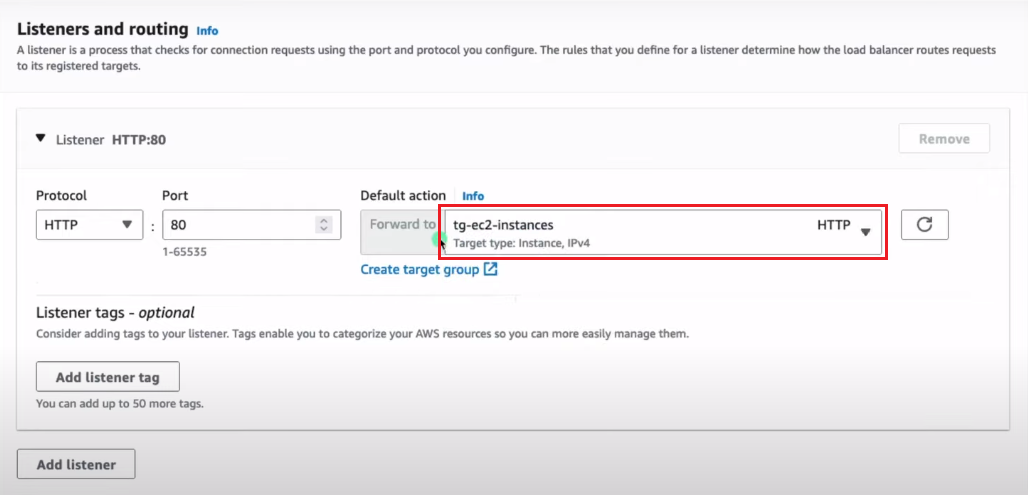 Listeners and routing Info
A listener is a process that checks for connection requests using the port and protocol you configure. The rules that you define for a listener determine how the load balancer routes requests
to its registered targets.
Listener HTTP:80
Remove
Protocol
Port
Default action Info
HTTP
:
80
Forward to
tg-ec2-instances
HTTP
Target type: Instance, IPv4
1-65535
Create target group
Listener tags - optional
Consider adding tags to your listener. Tags enable you to categorize your AWS resources so you can more easily manage them.
Add listener tag
You can add up to 50 more tags.
Add listener